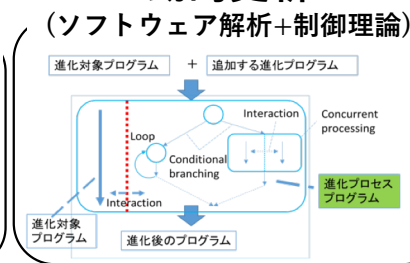 (ソフトウェア解析+制御理論)
進化対象プログラム + 追加する進化プログラム
Interaction
Concurrent
processing
Loop
Conditional
branching
Interaction
進化プロセス
プログラム
進化対象
プログラム
進化後のプログラム